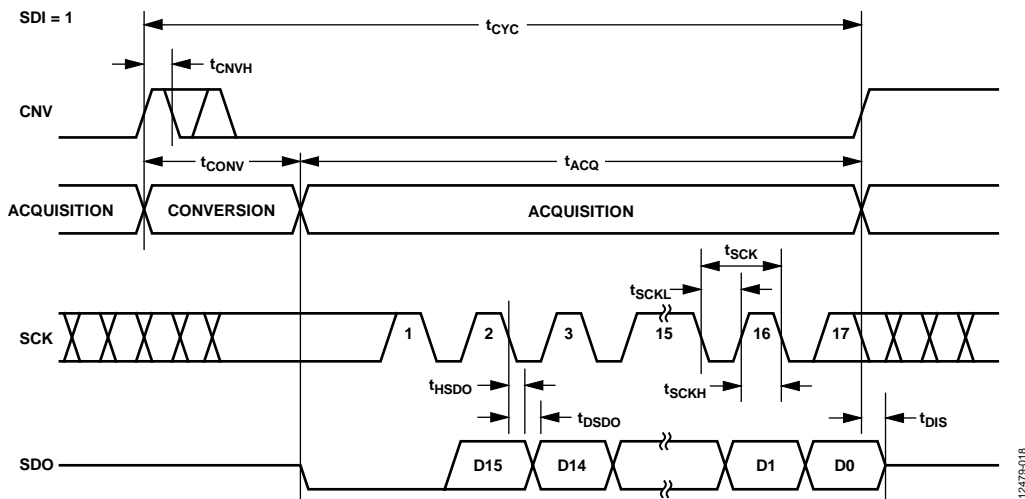 SDI = 1
tCYC
tCNVH
CNV
tCONV
tACQ
ACQUISITION
CONVERSION
ACQUISITION
tSCK
tSCKL
SCK
1
2
3
15
16
17
tHSDO
tSCKH
tDSDO
tDIS
SDO
D15
D14
D1
D0
12479-018